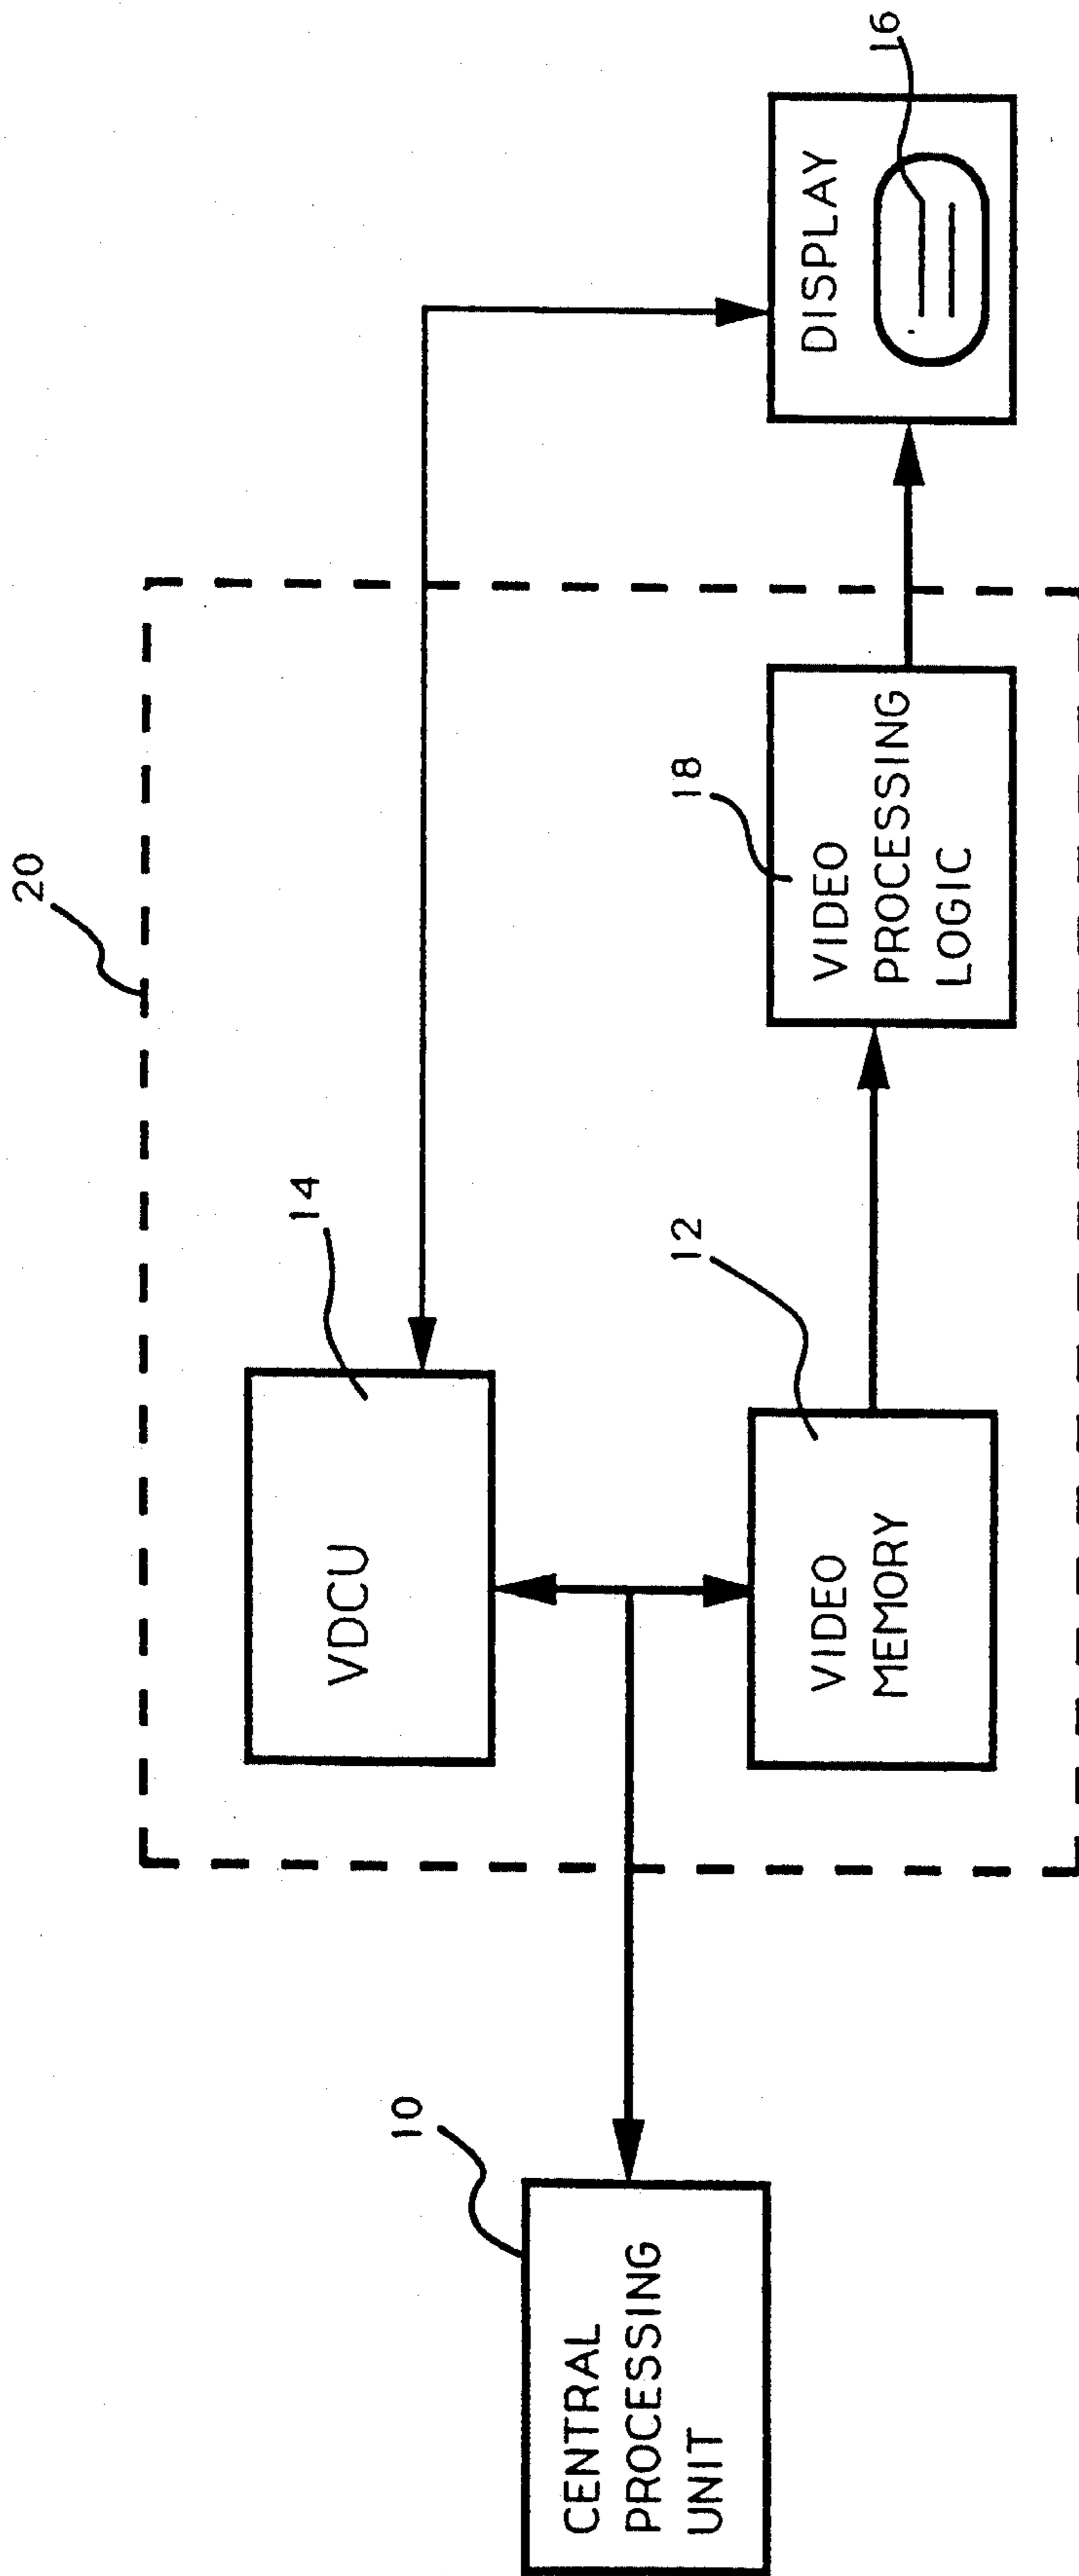 20
14
VDCU
16
DISPLAY
18
VIDEO
PROCESSING
LOGIC
12
VIDEO
MEMORY
10
CENTRAL
PROCESSING
UNIT